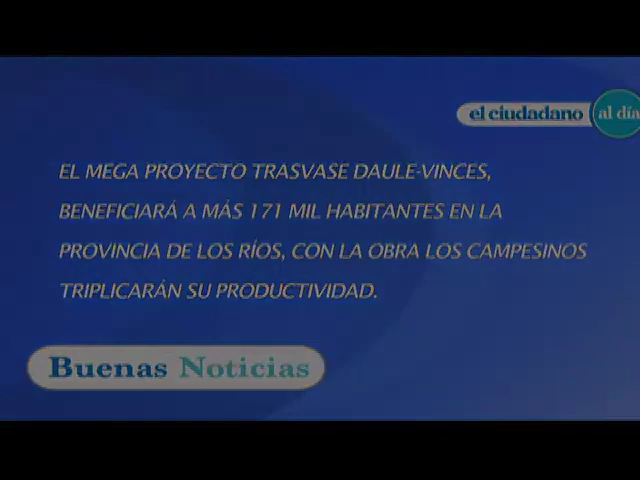 el ciudadano al día
EL MEGA PROYECTO TRASVASE DAULE-VINCES,
BENEFICIARÁ A MÁS 171 MIL HABITANTES EN LA
PROVINCIA DE LOS RÍOS, CON LA OBRA LOS CAMPESINOS
TRIPLICARÁN SU PRODUCTIVIDAD.
Buenas Noticias